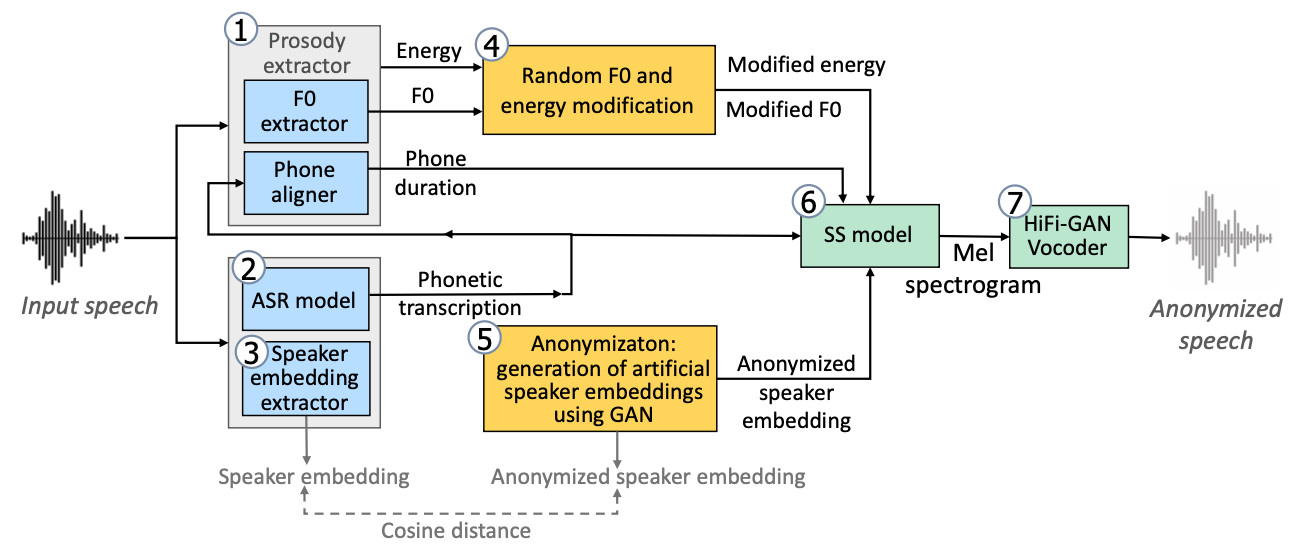 1
Prosody
extractor
F0
extractor
Phone
aligner
Energy
F0
Phone
duration
4
Random F0 and
energy modification
Modified energy
Modified F0
Input speech
2
ASR model
3
Speaker
embedding
extractor
Phonetic
transcription
5
Anonymizaton:
generation of artificial
speaker embeddings
using GAN
Anonymized
speaker
embedding
6
SS model
Mel
spectrogram
7
HiFi-GAN
Vocoder
Anonymized
speech
Speaker embedding
Anonymized speaker embedding
Cosine distance